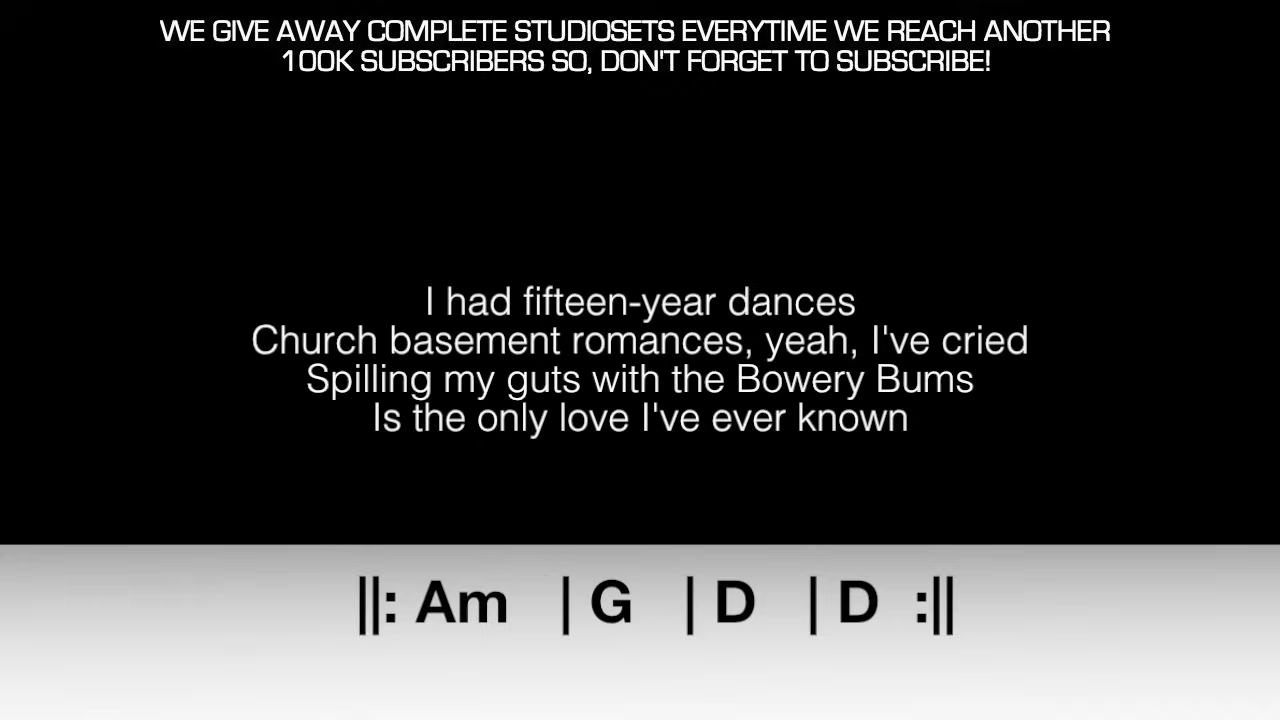 WE GIVE AWAY COMPLETE STUDIOSETS EVERYTIME WE REACH ANOTHER
100K SUBSCRIBERS SO, DON'T FORGET TO SUBSCRIBE!
I had fifteen-year dances
Church basement romances, yeah, I've cried
Spilling my guts with the Bowery Bums
Is the only love I've ever known
||: Am | G | D | D :||